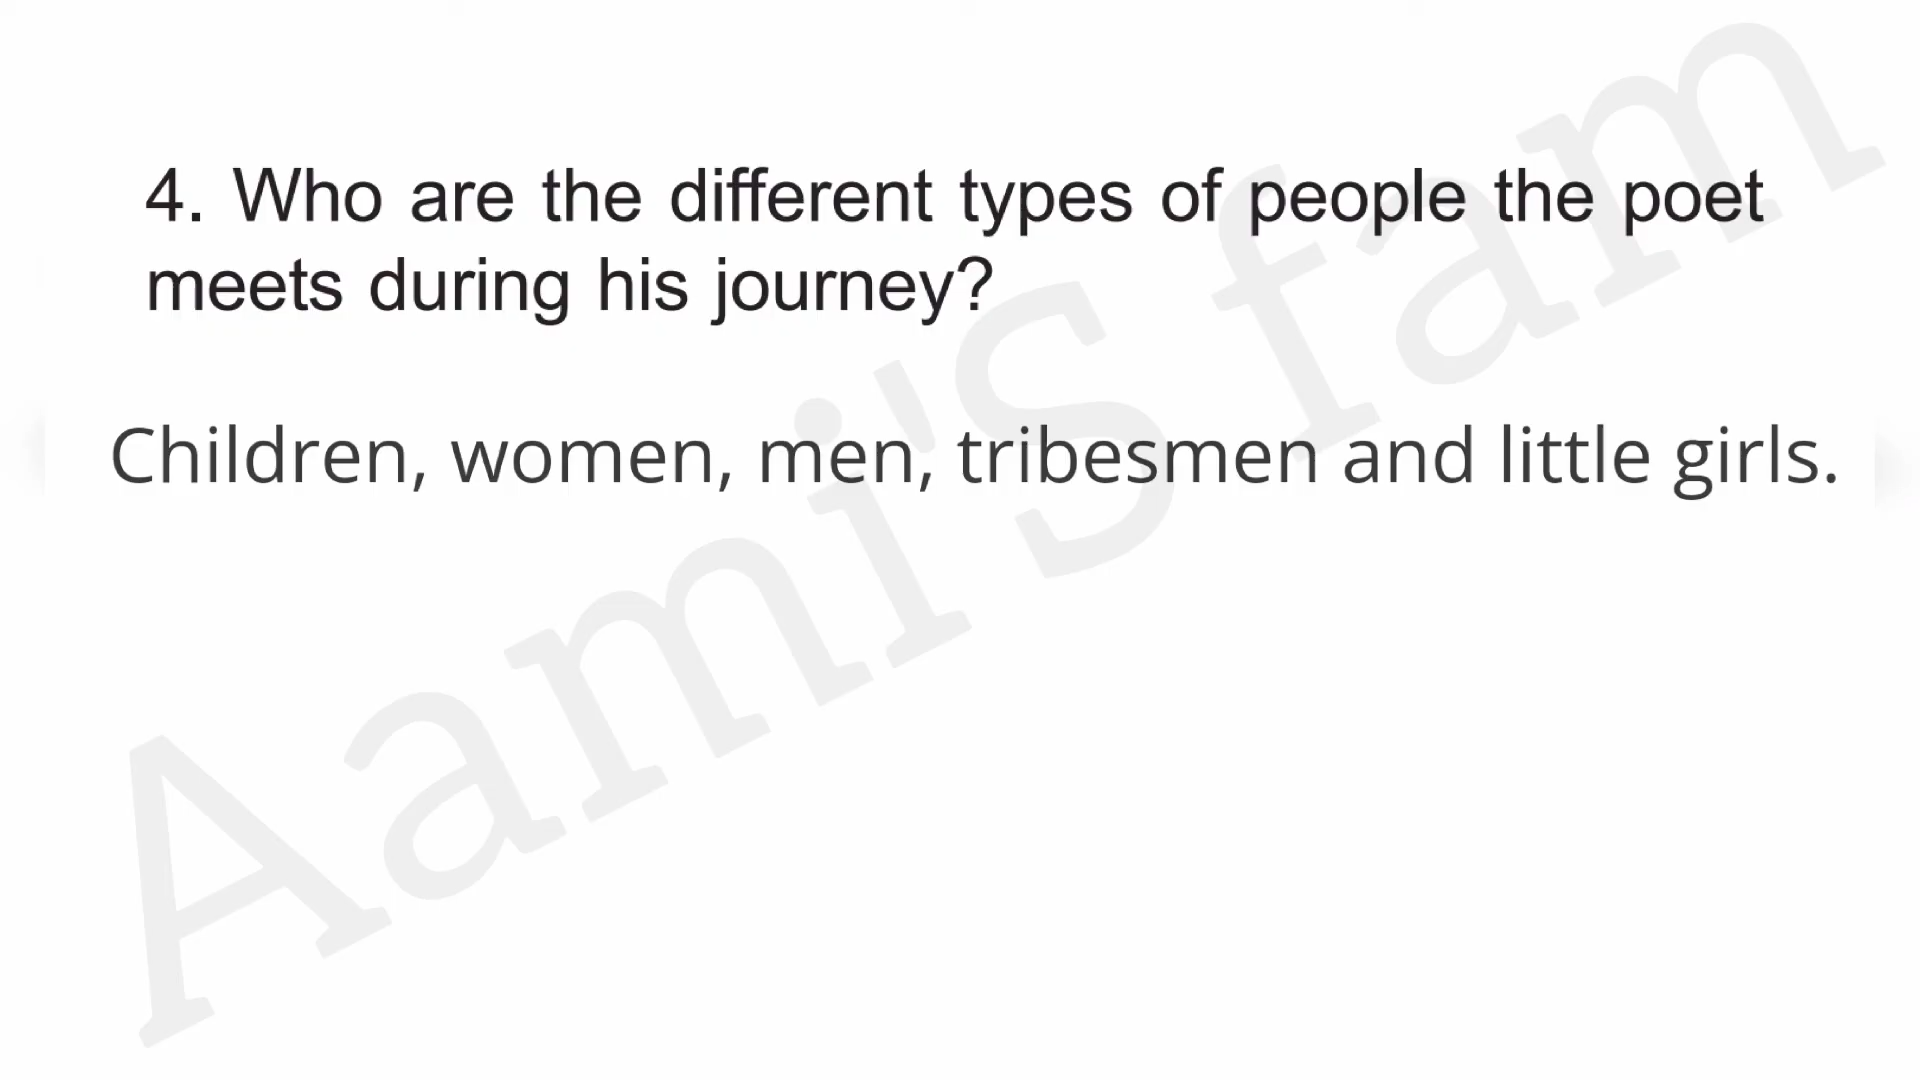 4. Who are the different types of people the poet
meets during his journey?
Children, women, men, tribesmen and little girls.
Aami'S fam